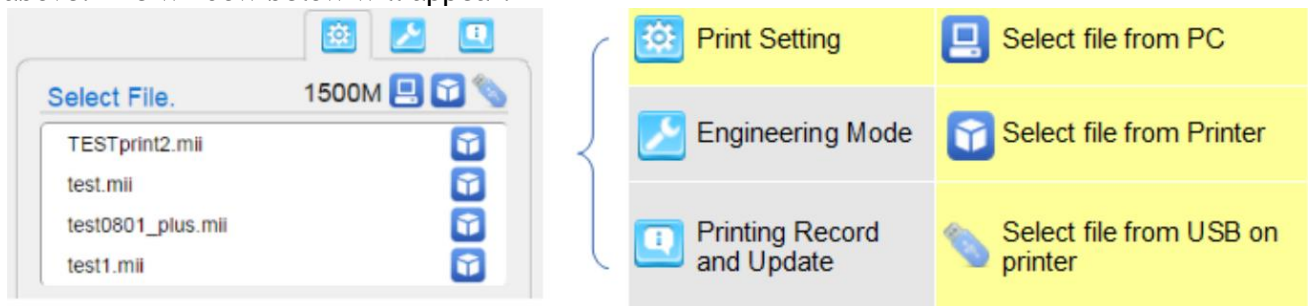 Select File.
1500M
TESTprint2.mii
test.mii
test0801_plus.mii
test1.mii
Print Setting
Select file from PC
Engineering Mode
Select file from Printer
Printing Record
and Update
Select file from USB on
printer